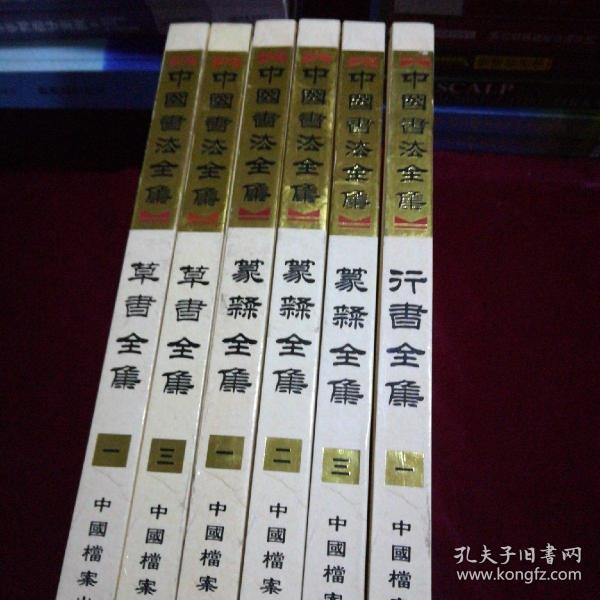 中國書法全集
草書全集
一
中國檔案出
中國書法全集
草書全集
三
中國檔案
中國書法全集
篆隸全集
一
中國檔案
中國書法全集
篆隸全集
二
中國檔案
中國書法全集
篆隸全集
三
中國檔案
中國書法全集
行書全集
一
中國檔案
SCALP
孔夫子旧书网
www.kongfz.com